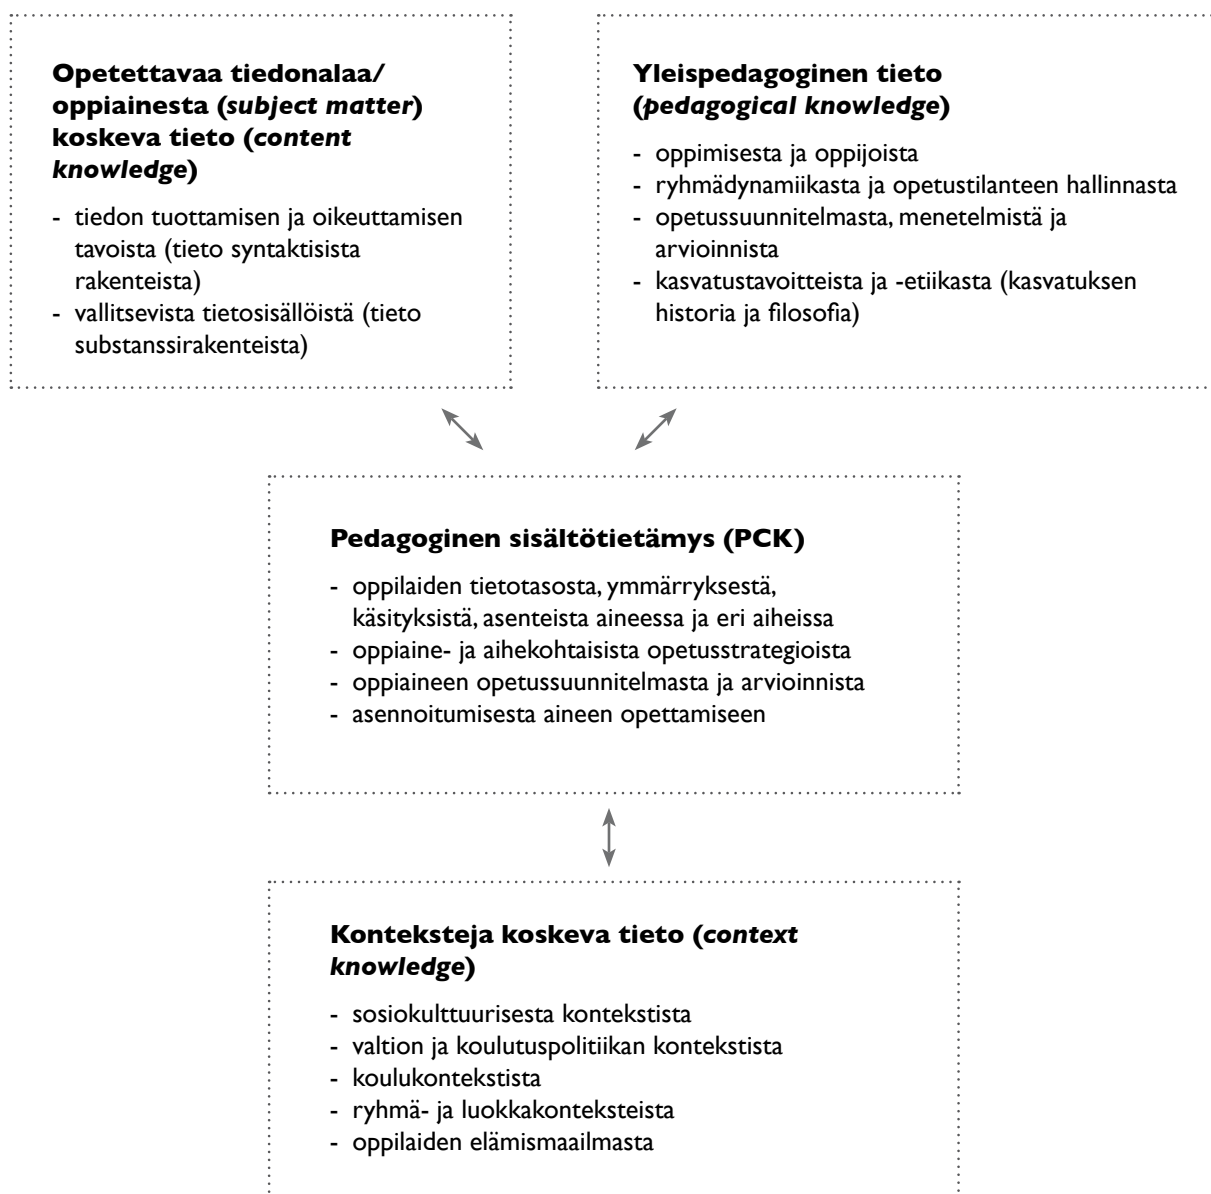 Opetettavaa tiedonalaa/
oppiainesta (subject matter)
koskeva tieto (content
knowledge)
- tiedon tuottamisen ja oikeuttamisen
tavoista (tieto syntaktisista
rakenteista)
- vallitsevista tietosisällöistä (tieto
substanssirakenteista)
Yleispedagoginen tieto
(pedagogical knowledge)
- oppimisesta ja oppijoista
- ryhmädynamiikasta ja opetustilanteen hallinnasta
- opetussuunnitelmasta, menetelmistä ja
arvioinnista
- kasvatustavoitteista ja -etiikasta (kasvatuksen
historia ja filosofia)
Pedagoginen sisältötietämys (PCK)
- oppilaiden tietotasosta, ymmärryksestä,
käsityksistä, asenteista aineessa ja eri aiheissa
- oppiaine- ja aihekohtaisista opetusstrategioista
- oppiaineen opetussuunnitelmasta ja arvioinnista
- asennoitumisesta aineen opettamiseen
Konteksteja koskeva tieto (context
knowledge)
- sosiokulttuurisesta kontekstista
- valtion ja koulutuspolitiikan kontekstista
- koulukontekstista
- ryhmä- ja luokkakonteksteista
- oppilaiden elämismaailmasta